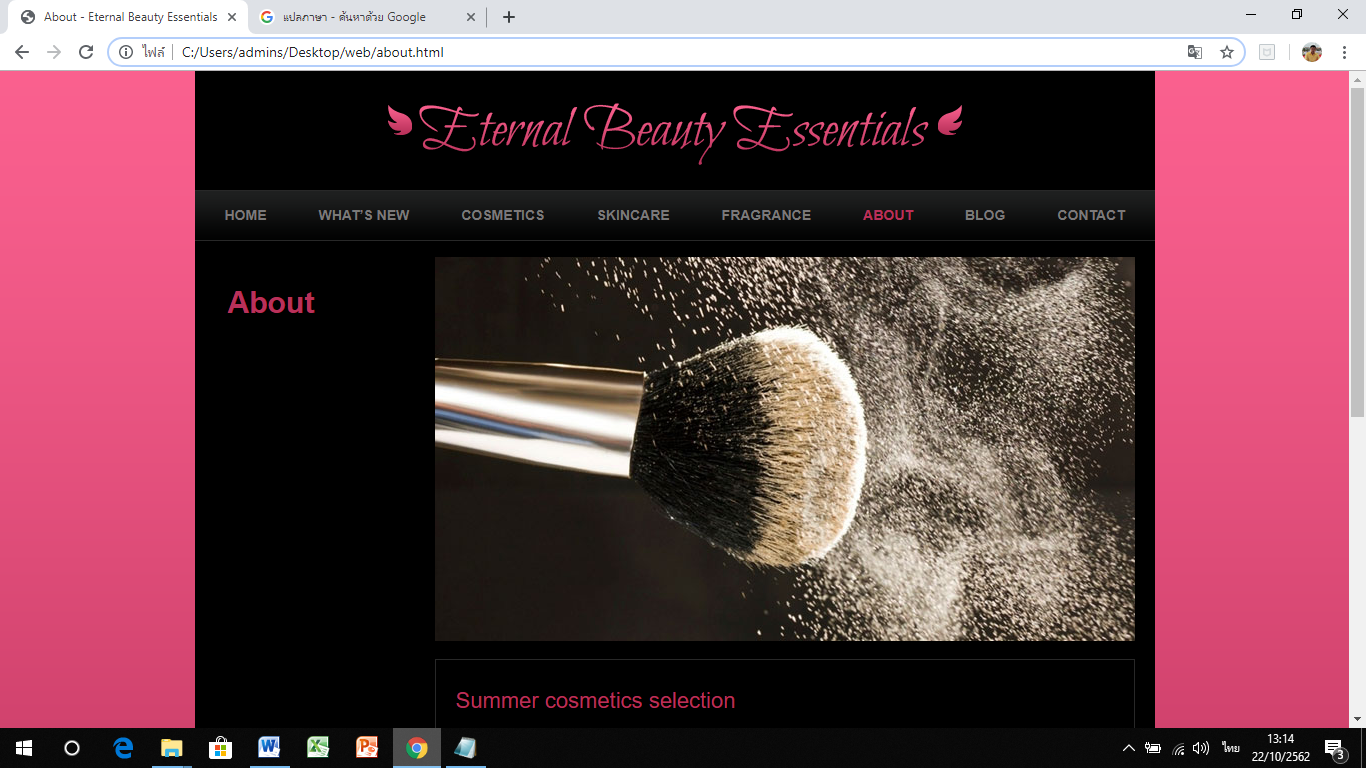 About - Eternal Beauty Essentials
แปลภาษา - ค้นหาด้วย Google
ไฟล์
C:/Users/admins/Desktop/web/about.html
Eternal Beauty Essentials
HOME WHAT'S NEW COSMETICS SKINCARE FRAGRANCE ABOUT BLOG CONTACT
About
Summer cosmetics selection
ไทย
13:14
22/10/2562
3